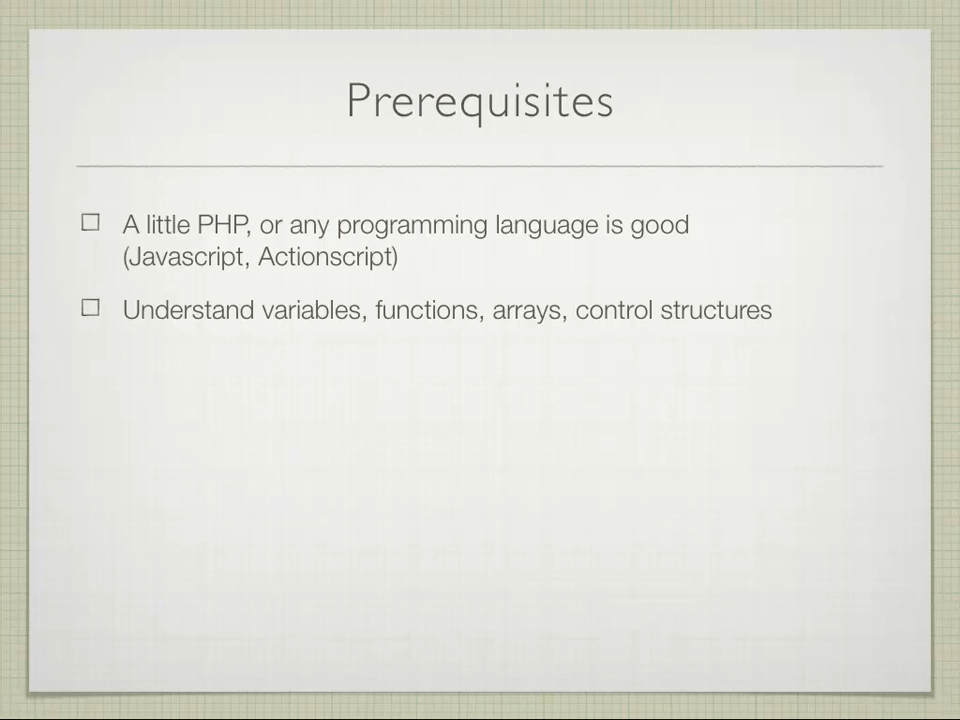 Prerequisites
A little PHP, or any programming language is good
(Javascript, Actionscript)
Understand variables, functions, arrays, control structures